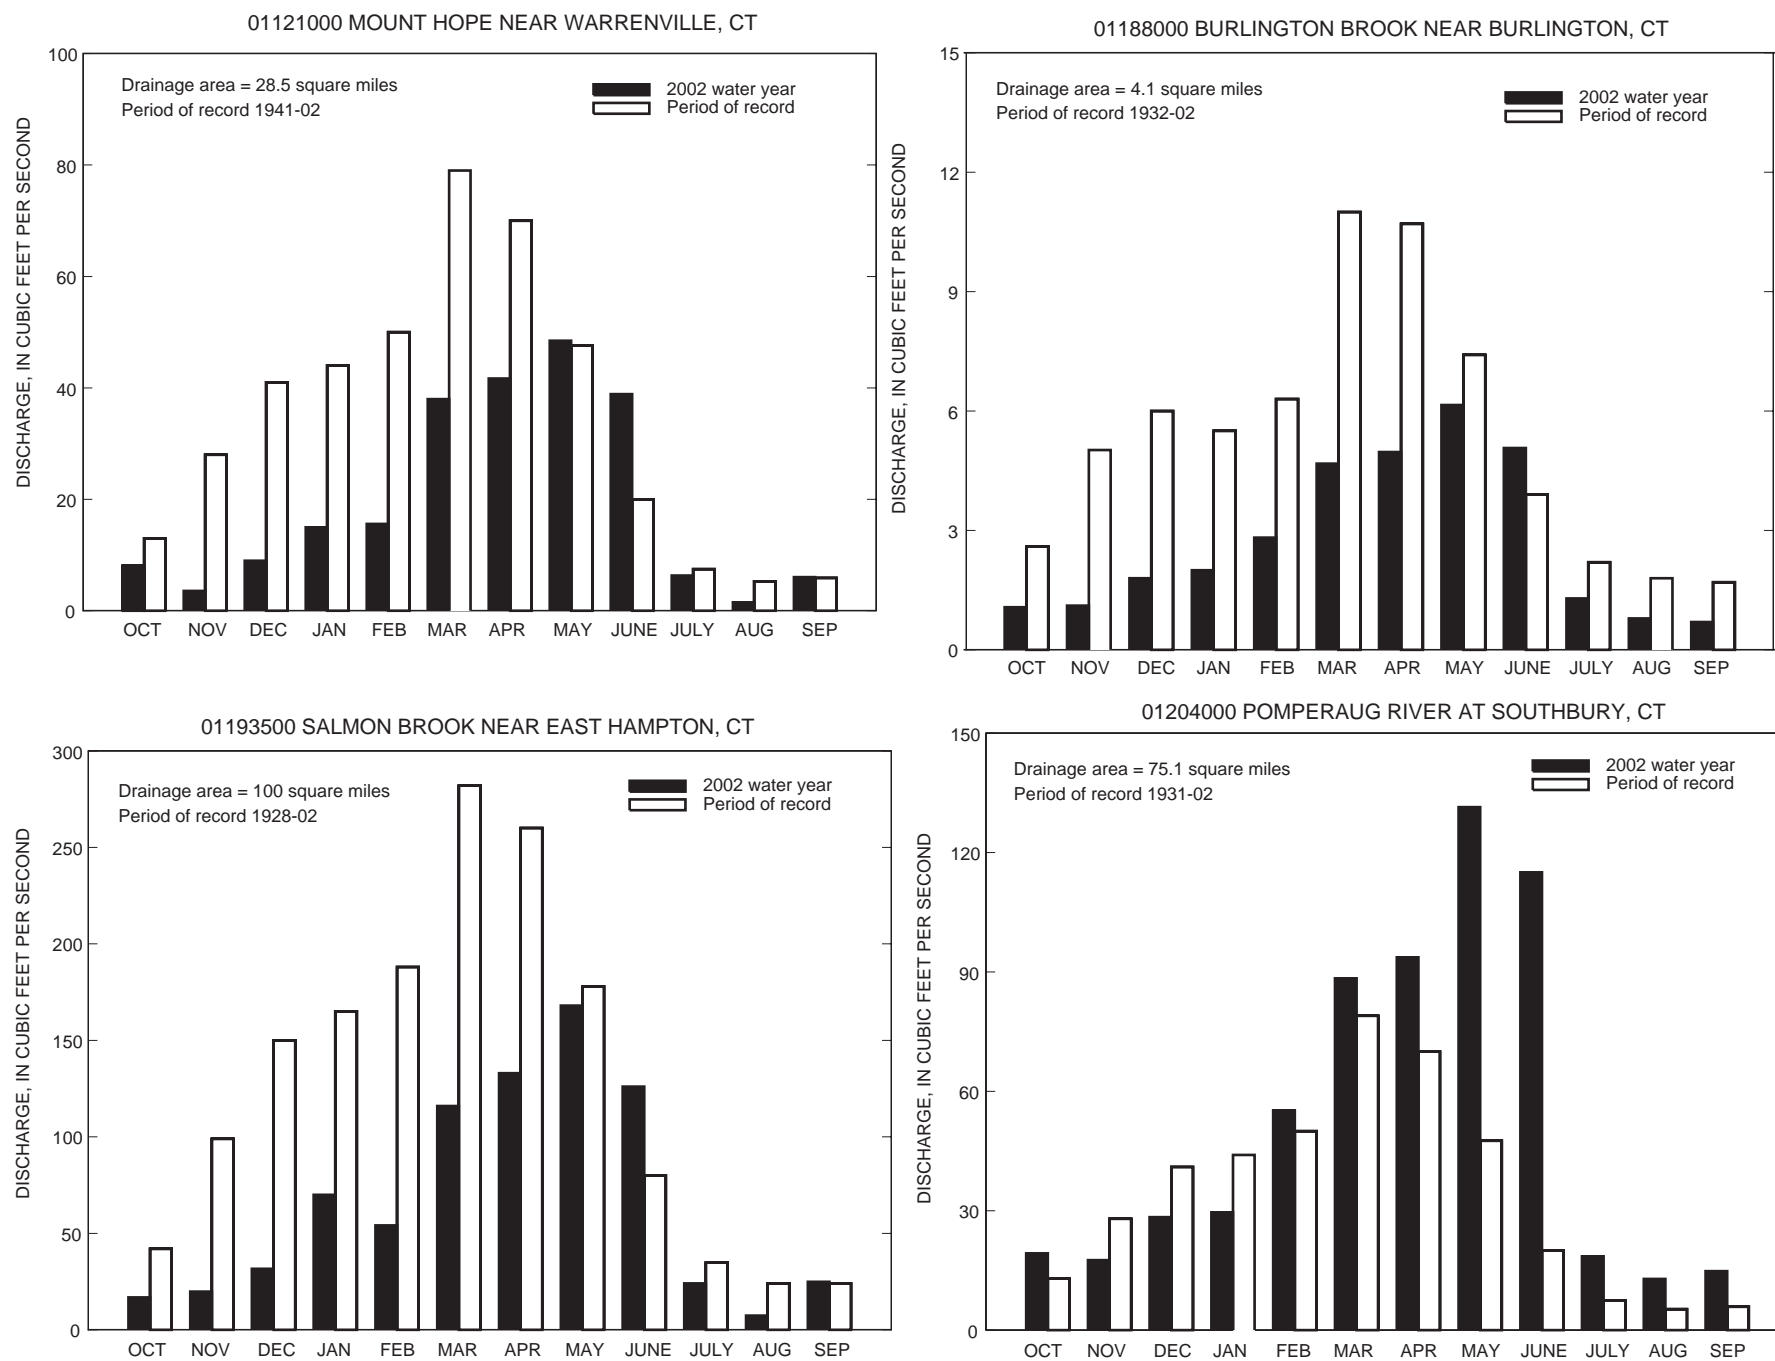 01121000 MOUNT HOPE NEAR WARRENVILLE, CT
DISCHARGE, IN CUBIC FEET PER SECOND
Drainage area = 28.5 square miles
Period of record 1941-02
2002 water year
Period of record
100
80
60
40
20
0
OCT NOV DEC JAN FEB MAR APR MAY JUNE JULY AUG SEP
01188000 BURLINGTON BROOK NEAR BURLINGTON, CT
DISCHARGE, IN CUBIC FEET PER SECOND
Drainage area = 4.1 square miles
Period of record 1932-02
2002 water year
Period of record
15
12
9
6
3
0
OCT NOV DEC JAN FEB MAR APR MAY JUNE JULY AUG SEP
01193500 SALMON BROOK NEAR EAST HAMPTON, CT
DISCHARGE, IN CUBIC FEET PER SECOND
Drainage area = 100 square miles
Period of record 1928-02
2002 water year
Period of record
300
250
200
150
100
50
0
OCT NOV DEC JAN FEB MAR APR MAY JUNE JULY AUG SEP
01204000 POMPERAUG RIVER AT SOUTHBURY, CT
DISCHARGE, IN CUBIC FEET PER SECOND
Drainage area = 75.1 square miles
Period of record 1931-02
2002 water year
Period of record
150
120
90
60
30
0
OCT NOV DEC JAN FEB MAR APR MAY JUNE JULY AUG SEP